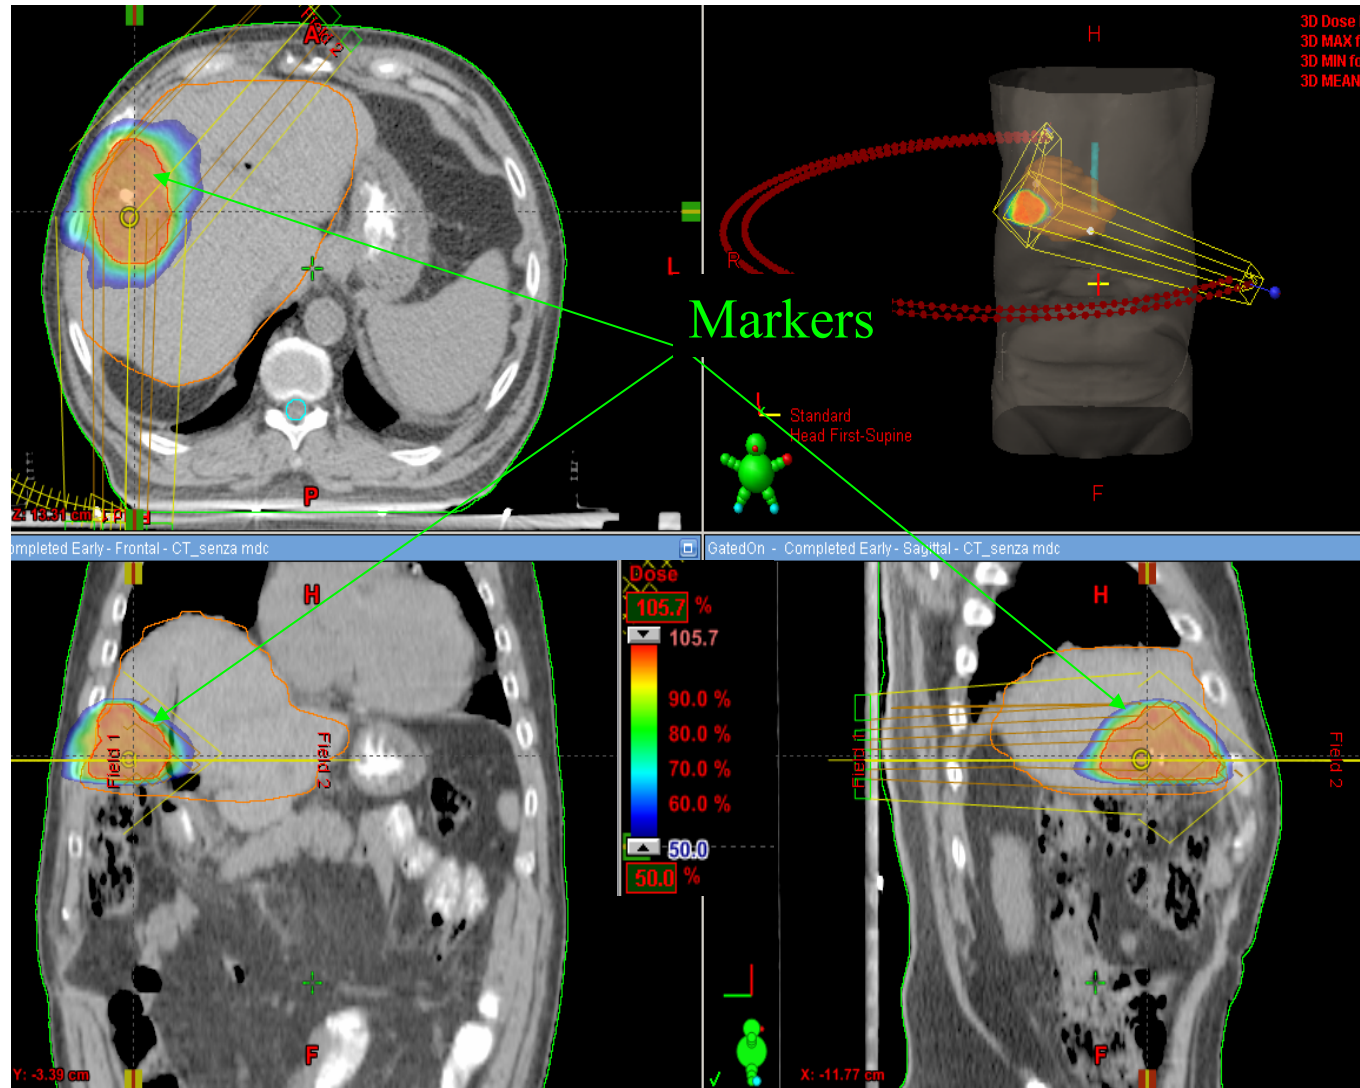 A
Field 2
L
P
Z: 13.31 cm
3D Dose
3D MAX f
3D MIN fo
3D MEAN
H
R
Markers
L
Standard
Head First-Supine
F
ompleted Early - Frontal - CT_senza mdc
GatedOn - Completed Early - Sagittal - CT_senza mdc
H
Field 1
Field 2
F
Y: -3.39 cm
Dose
105.7 %
105.7
90.0 %
80.0 %
70.0 %
60.0 %
50.0
50.0 %
H
Field 1
Field 2
F
X: -11.77 cm